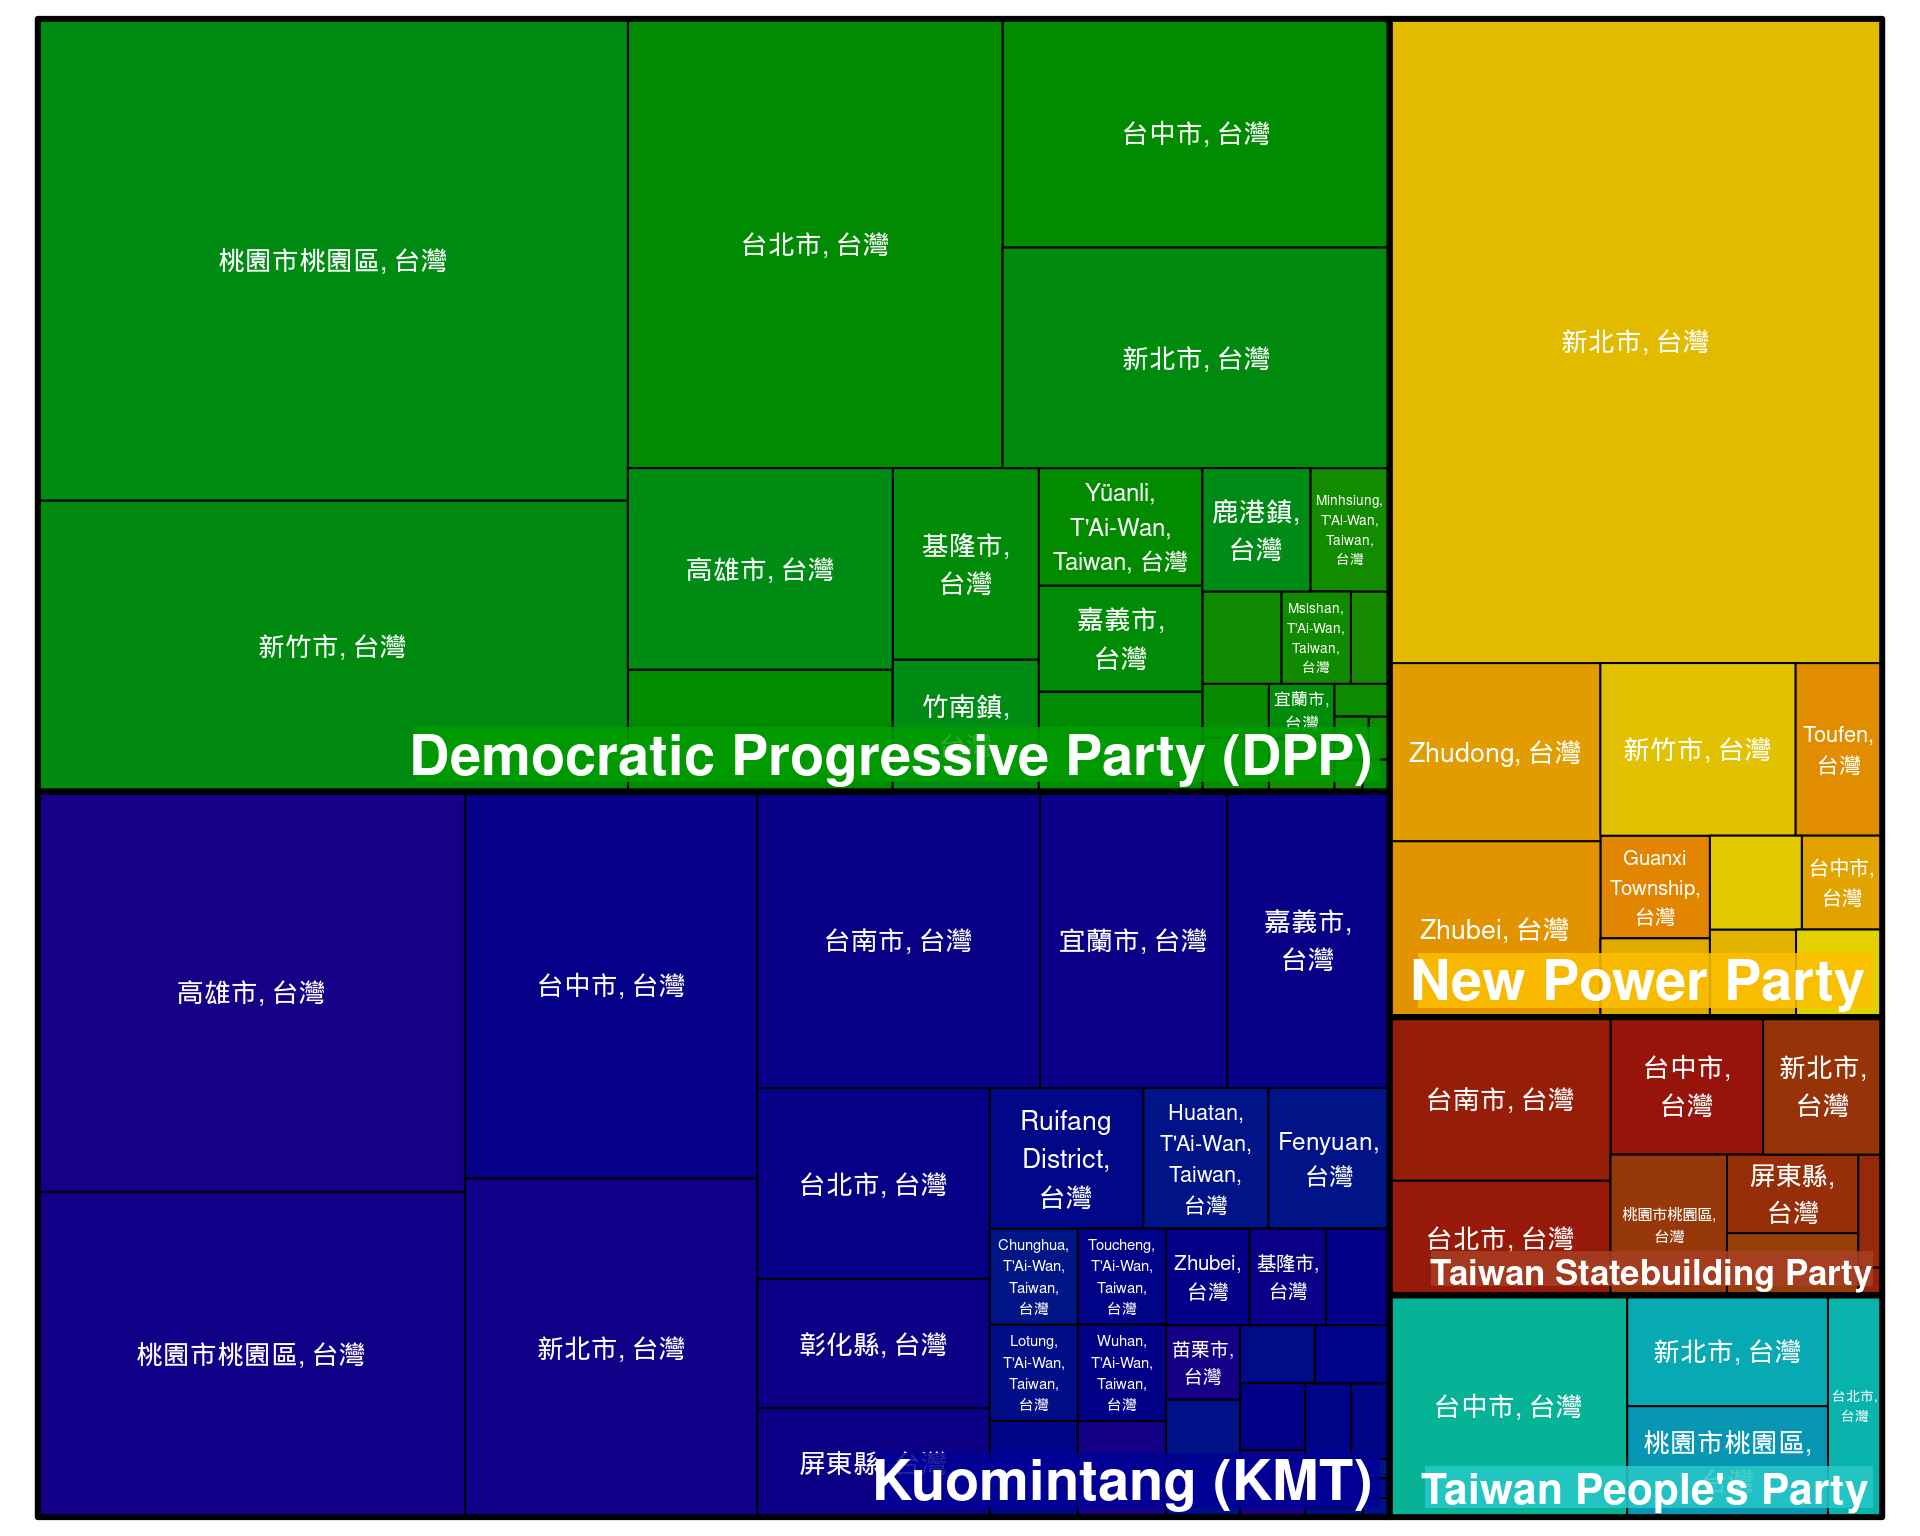 桃園市桃園區, 台灣
新竹市, 台灣
台北市, 台灣
台中市, 台灣
新北市, 台灣
高雄市, 台灣
基隆市,
台灣
竹南鎮,
台灣
Yüanli,
T'Ai-Wan,
Taiwan, 台灣
嘉義市,
台灣
鹿港鎮,
台灣
Minhsiung,
T'Ai-Wan,
Taiwan,
台灣
Msishan,
T'Ai-Wan,
Taiwan,
台灣
宜蘭市,
台灣
Democratic Progressive Party (DPP)
高雄市, 台灣
桃園市桃園區, 台灣
台中市, 台灣
新北市, 台灣
台南市, 台灣
宜蘭市, 台灣
嘉義市,
台灣
台北市, 台灣
彰化縣, 台灣
屏東縣, 台灣
Ruifang
District,
台灣
Huatan,
T'Ai-Wan,
Taiwan,
台灣
Fenyuan,
台灣
Chunghua,
T'Ai-Wan,
Taiwan,
台灣
Toucheng,
T'Ai-Wan,
Taiwan,
台灣
Zhubei,
台灣
基隆市,
台灣
Lotung,
T'Ai-Wan,
Taiwan,
台灣
Wuhan,
T'Ai-Wan,
Taiwan,
台灣
苗栗市,
台灣
Kuomintang (KMT)
新北市, 台灣
Zhudong, 台灣
新竹市, 台灣
Toufen,
台灣
Zhubei, 台灣
Guanxi
Township,
台灣
台中市,
台灣
New Power Party
台南市, 台灣
台中市,
台灣
新北市,
台灣
台北市, 台灣
桃園市桃園區,
台灣
屏東縣,
台灣
Taiwan Statebuilding Party
台中市, 台灣
新北市, 台灣
桃園市桃園區,
台灣
台北市,
台灣
Taiwan People's Party